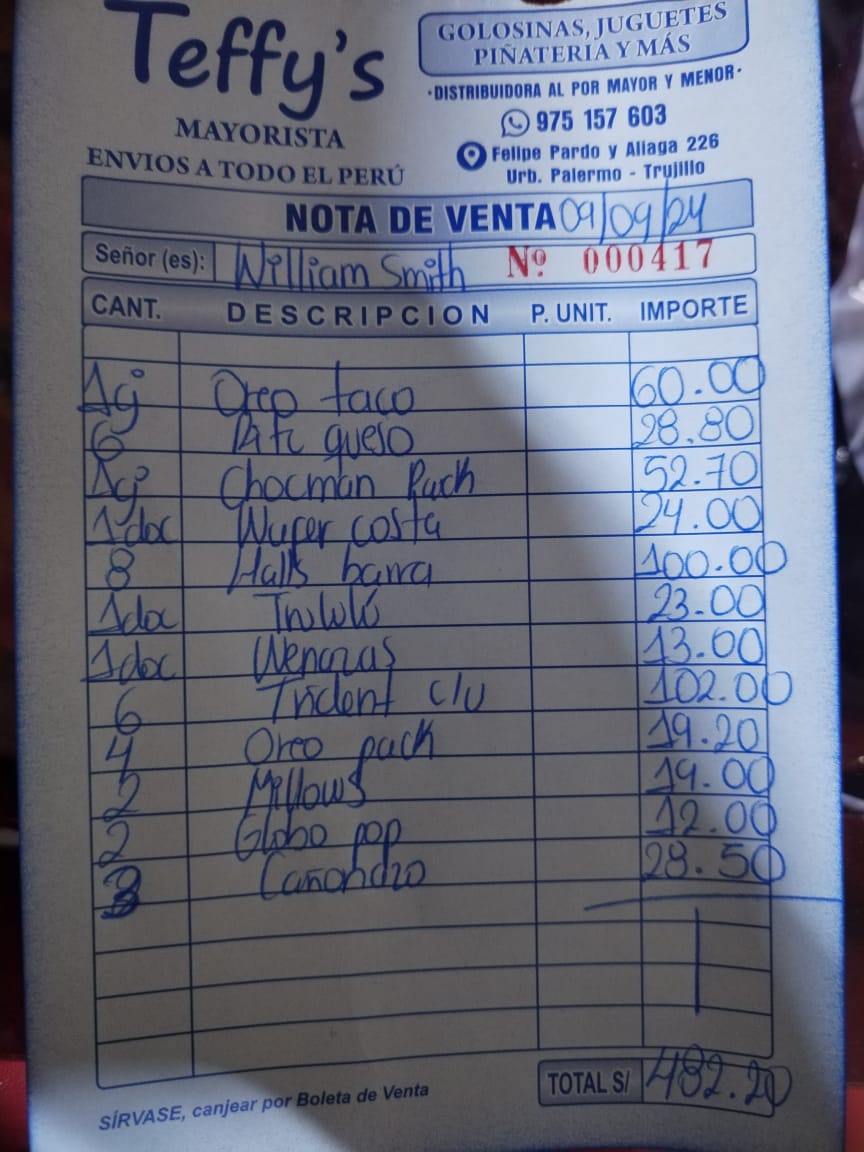 Teffy's
MAYORISTA
ENVIOS A TODO EL PERÚ
GOLOSINAS, JUGUETES
PIÑATERIA Y MÁS
·DISTRIBUIDORA AL POR MAYOR Y MENOR·
975 157 603
Felipe Pardo y Aliaga 226
Urb. Palermo - Trujillo
NOTA DE VENTA 09/09/24
Señor (es): William Smith Nº 000417
CANT. DESCRIPCION P. UNIT. IMPORTE
1cj Oreo taco 60.00
6 queso 28.80
1cj Chocman Pack 52.70
1doc Wafer costa 24.00
8 Halls barra 100.00
1doc Trululú 23.00
1doc 13.00
6 Trident c/u 102.00
4 Oreo pack 19.20
2 Millows 19.00
2 Globo pop 12.00
3 Cañonazo 28.50
TOTAL S/ 482.20
SÍRVASE, canjear por Boleta de Venta